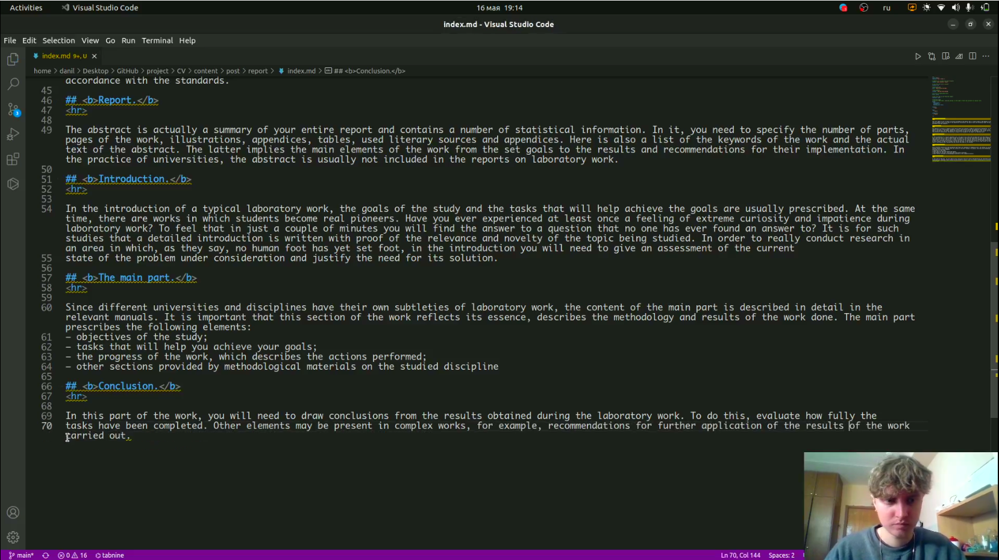 Activities Visual Studio Code 16 мая 19:14 ru
index.md - Visual Studio Code
File Edit Selection View Go Run Terminal Help
index.md 9+, U
home > danil > Desktop > GitHub > project > CV > content > post > report > index.md > ## <b>Conclusion.</b>
accordance with the standards.
45
46 ## <b>Report.</b>
47 <hr>
48
49 The abstract is actually a summary of your entire report and contains a number of statistical information. In it, you need to specify the number of parts,
pages of the work, illustrations, appendices, tables, used literary sources and appendices. Here is also a list of the keywords of the work and the actual
text of the abstract. The latter implies the main elements of the work from the set goals to the results and recommendations for their implementation. In
the practice of universities, the abstract is usually not included in the reports on laboratory work.
50
51 ## <b>Introduction.</b>
52 <hr>
53
54 In the introduction of a typical laboratory work, the goals of the study and the tasks that will help achieve the goals are usually prescribed. At the same
time, there are works in which students become real pioneers. Have you ever experienced at least once a feeling of extreme curiosity and impatience during
laboratory work? To feel that in just a couple of minutes you will find the answer to a question that no one has ever found an answer to? It is for such
studies that a detailed introduction is written with proof of the relevance and novelty of the topic being studied. In order to really conduct research in
an area in which, as they say, no human foot has yet set foot, in the introduction you will need to give an assessment of the current
55 state of the problem under consideration and justify the need for its solution.
56
57 ## <b>The main part.</b>
58 <hr>
59
60 Since different universities and disciplines have their own subtleties of laboratory work, the content of the main part is described in detail in the
relevant manuals. It is important that this section of the work reflects its essence, describes the methodology and results of the work done. The main part
prescribes the following elements:
61 – objectives of the study;
62 – tasks that will help you achieve your goals;
63 – the progress of the work, which describes the actions performed;
64 – other sections provided by methodological materials on the studied discipline
65
66 ## <b>Conclusion.</b>
67 <hr>
68
69 In this part of the work, you will need to draw conclusions from the results obtained during the laboratory work. To do this, evaluate how fully the
70 tasks have been completed. Other elements may be present in complex works, for example, recommendations for further application of the results of the work
carried out.
3
main* 0 16 tabnine Ln 70, Col 144 Spaces: 2